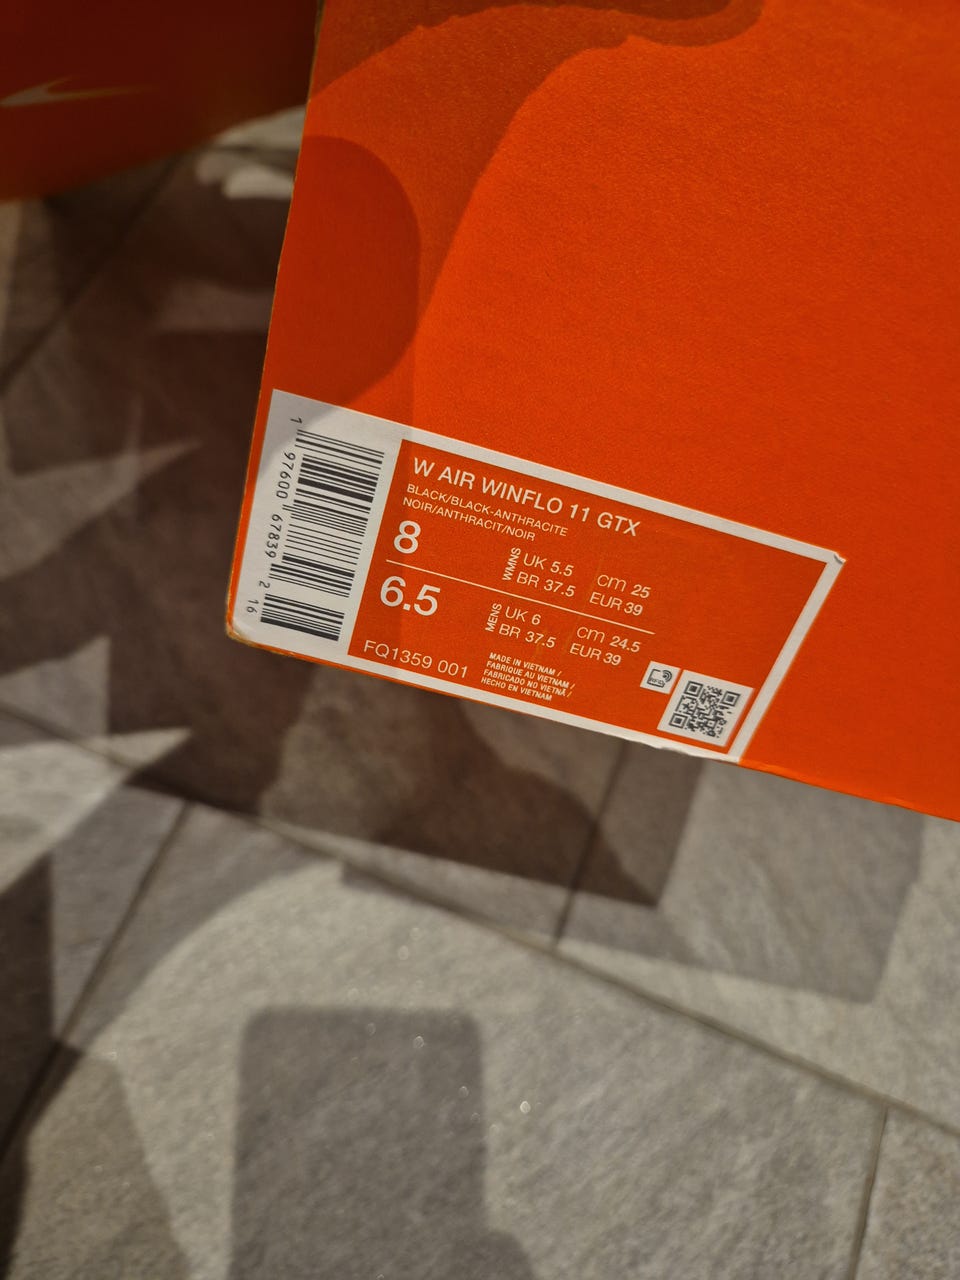 W AIR WINFLO 11 GTX
BLACK/BLACK-ANTHRACITE
NOIR/ANTHRACIT/NOIR
8
WMNS
UK 5.5 cm 25
BR 37.5 EUR 39
6.5
MENS
UK 6 cm 24.5
BR 37.5 EUR 39
FQ1359 001
MADE IN VIETNAM /
FABRIQUE AU VIETNAM /
FABRICADO NO VIETNÃ /
HECHO EN VIETNAM
RFID
1 97600 67839 2 16